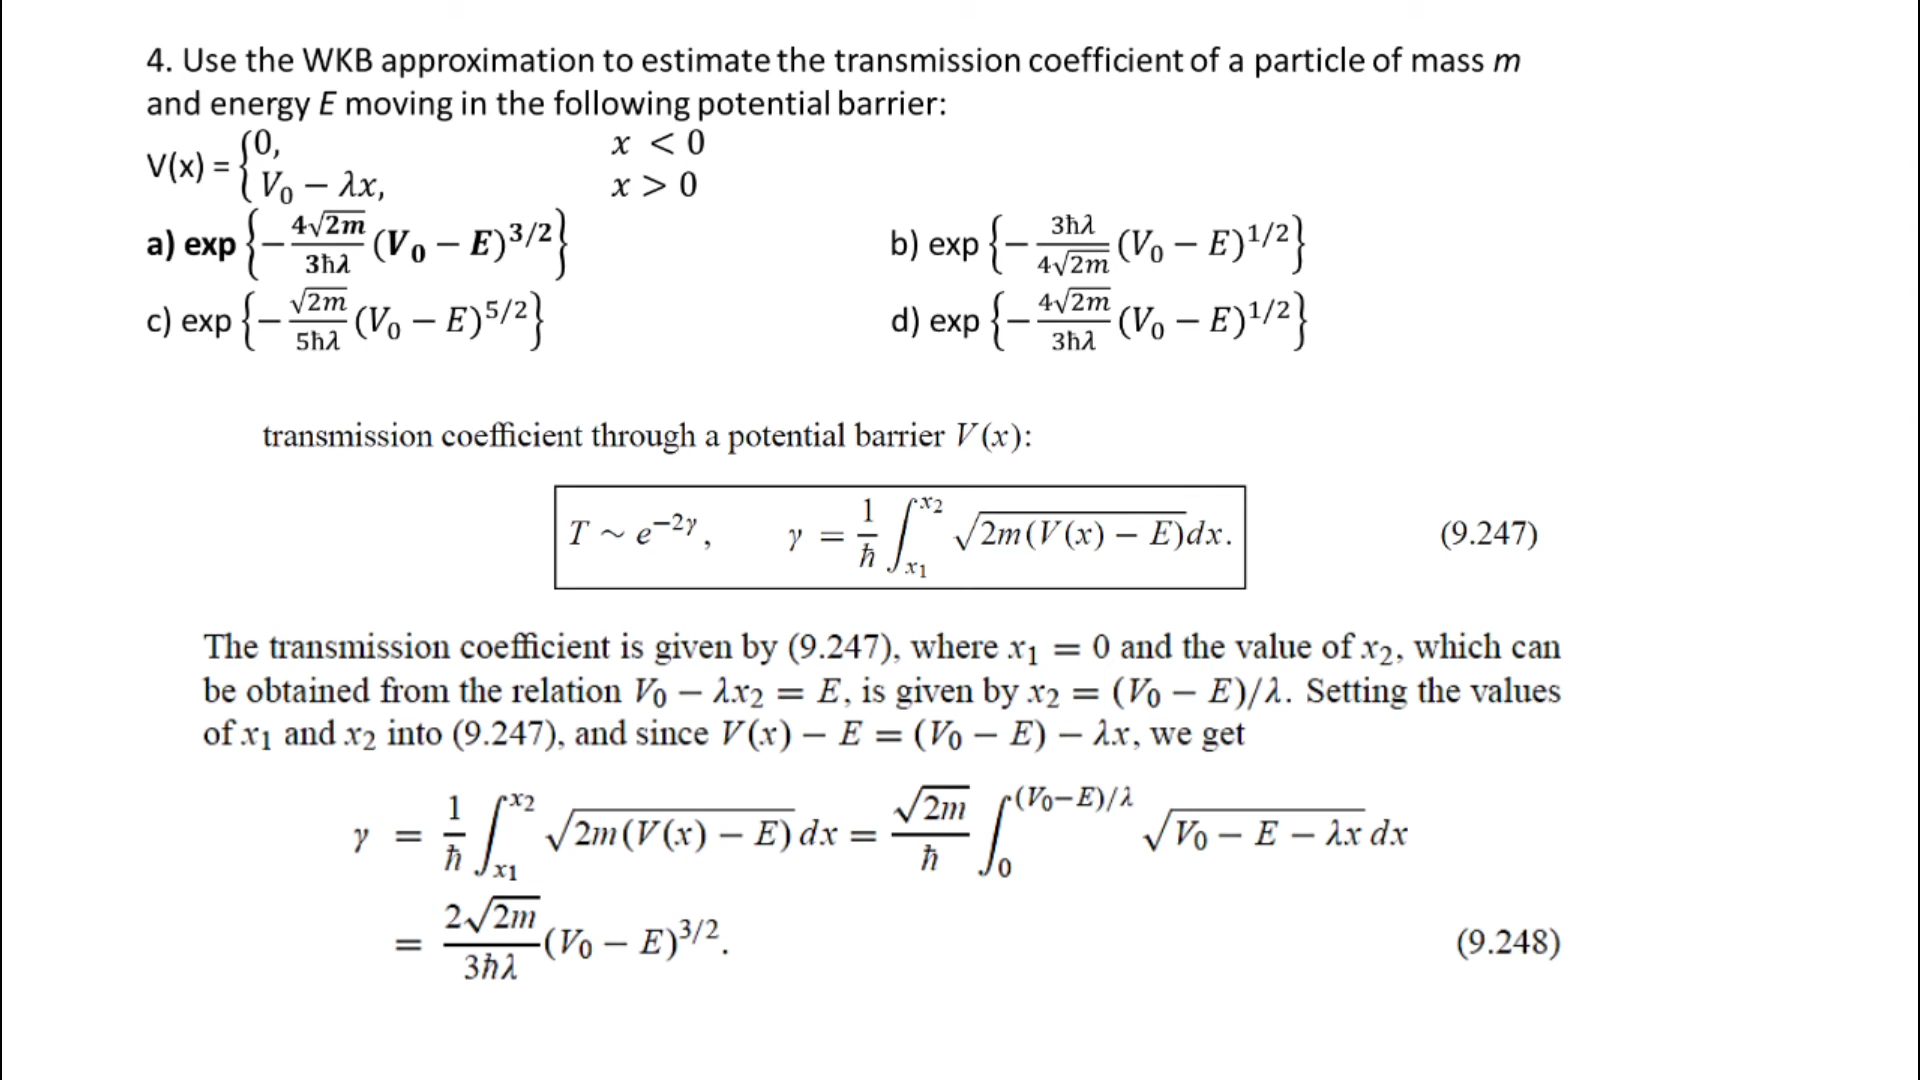 4. Use the WKB approximation to estimate the transmission coefficient of a particle of mass m
and energy E moving in the following potential barrier:
V(x) = {0, x < 0
V₀ − λx, x > 0
a) exp {−(4√2m)/(3ħλ) (V₀ − E)^3/2} b) exp {−(3ħλ)/(4√2m) (V₀ − E)^1/2}
c) exp {−(√2m)/(5ħλ) (V₀ − E)^5/2} d) exp {−(4√2m)/(3ħλ) (V₀ − E)^1/2}
transmission coefficient through a potential barrier V(x):
T ~ e^−2γ, γ = 1/ħ ∫_x₁^x₂ √2m(V(x) − E)dx. (9.247)
The transmission coefficient is given by (9.247), where x₁ = 0 and the value of x₂, which can
be obtained from the relation V₀ − λx₂ = E, is given by x₂ = (V₀ − E)/λ. Setting the values
of x₁ and x₂ into (9.247), and since V(x) − E = (V₀ − E) − λx, we get
γ = 1/ħ ∫_x₁^x₂ √2m(V(x) − E) dx = √2m/ħ ∫_0^(V₀−E)/λ √V₀ − E − λx dx
= (2√2m)/(3ħλ) (V₀ − E)^3/2. (9.248)